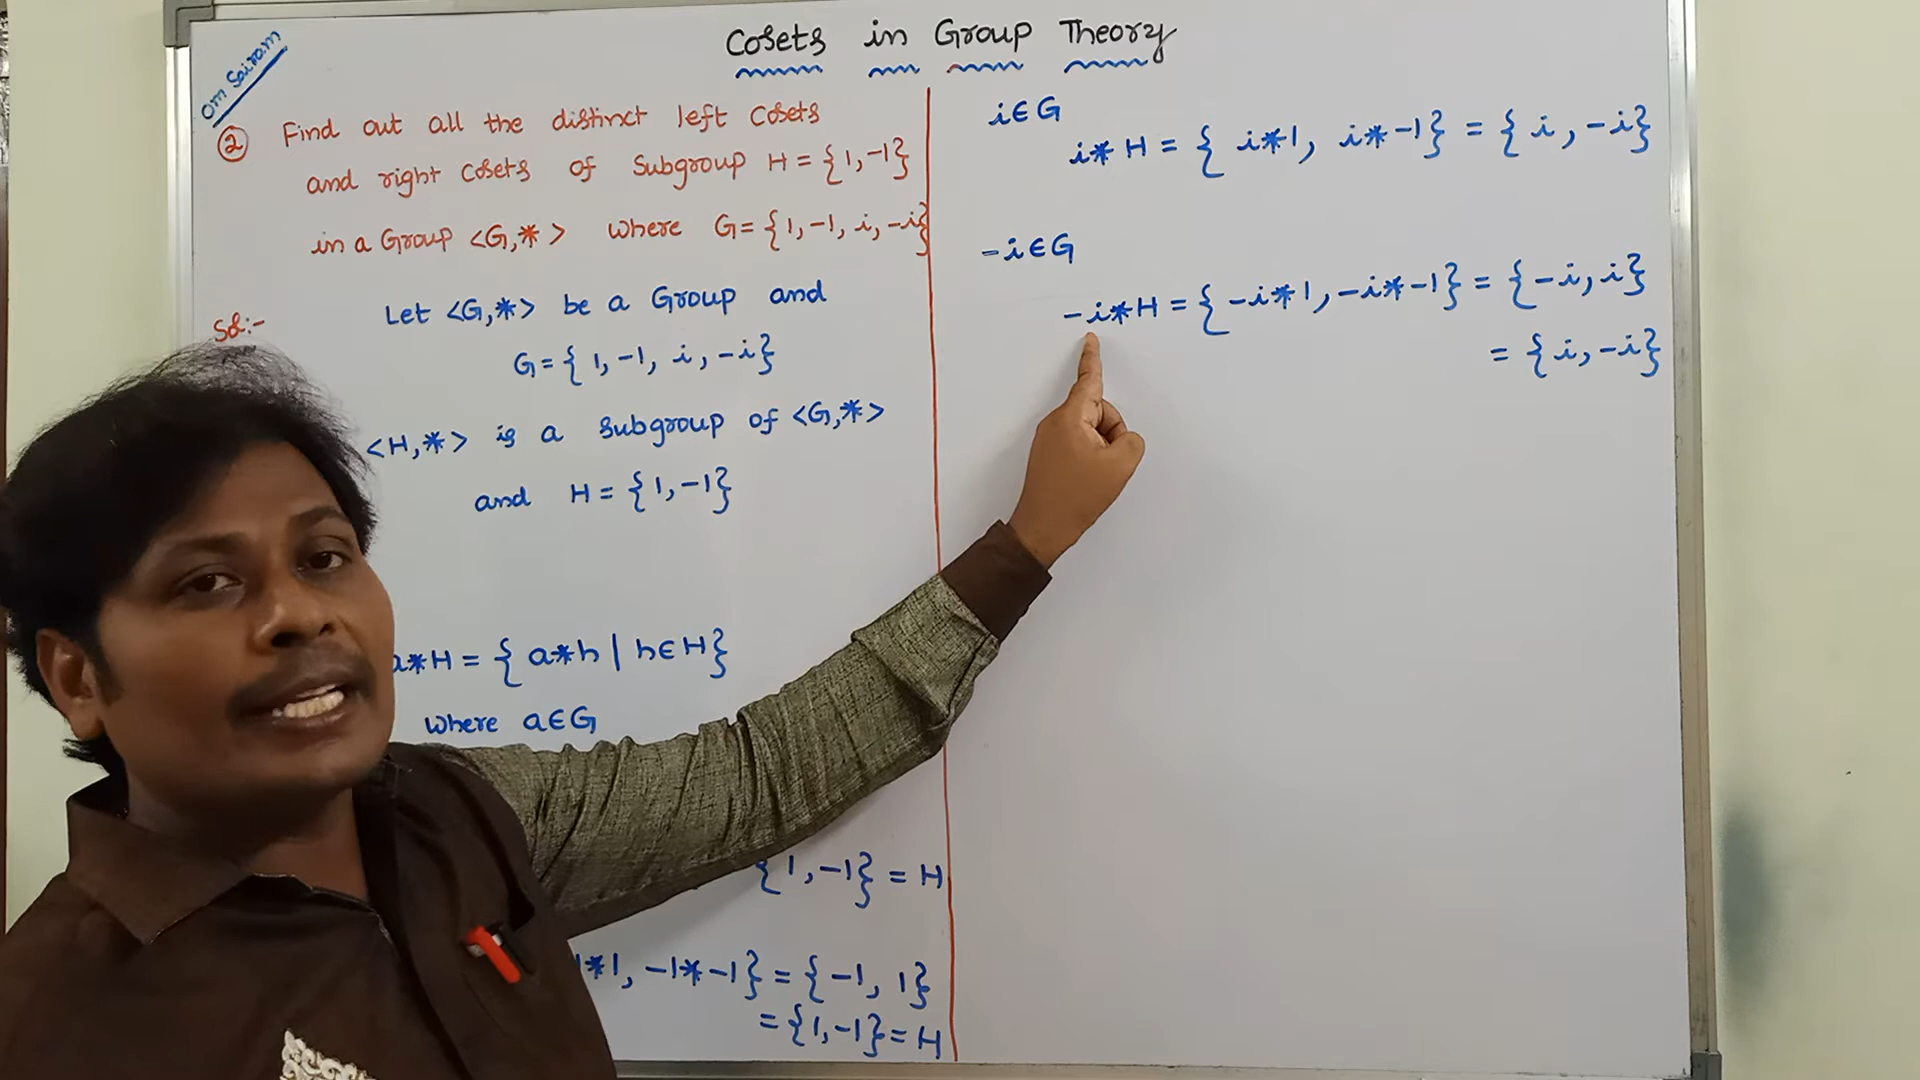 Cosets in Group Theory
Om Sairam
② Find out all the distinct left Cosets
and right cosets of Subgroup H = {1, -1}
in a Group <G, *> where G = {1, -1, i, -i}
Sol:-
Let <G, *> be a Group and
G = {1, -1, i, -i}
<H, *> is a Subgroup of <G, *>
and H = {1, -1}
a*H = {a*h | h∈H}
where a∈G
{1, -1} = H
1*1, -1*-1} = {-1, 1}
= {1, -1} = H
i∈G
i*H = {i*1, i*-1} = {i, -i}
-i∈G
-i*H = {-i*1, -i*-1} = {-i, i}
= {i, -i}